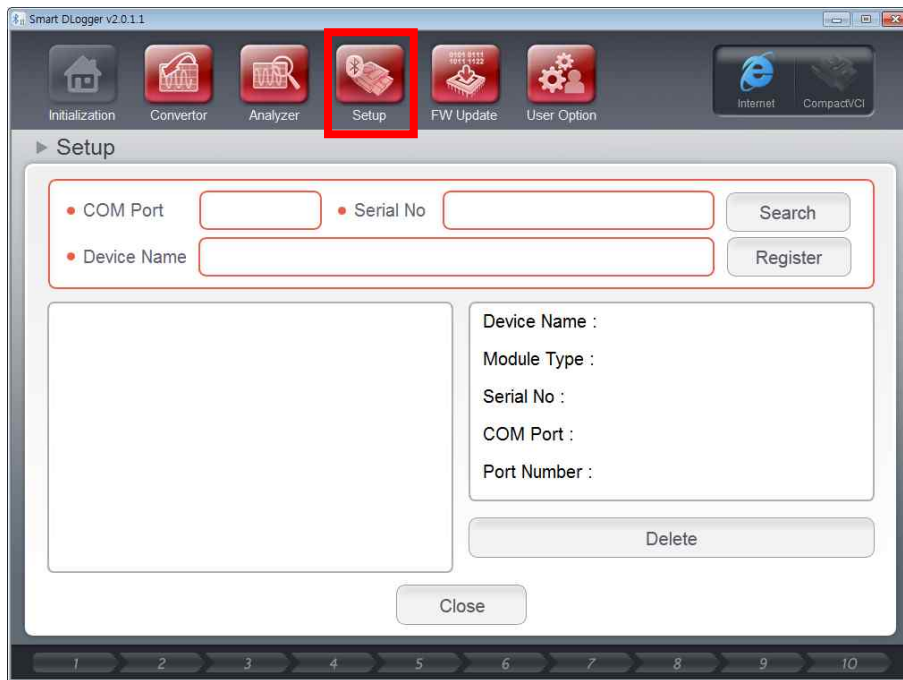 Smart DLogger v2.0.1.1
0101 0111
1011 1122
Initialization Convertor Analyzer Setup FW Update User Option Internet CompactVCI
Setup
COM Port Serial No Search
Device Name Register
Device Name :
Module Type :
Serial No :
COM Port :
Port Number :
Delete
Close
1 2 3 4 5 6 7 8 9 10